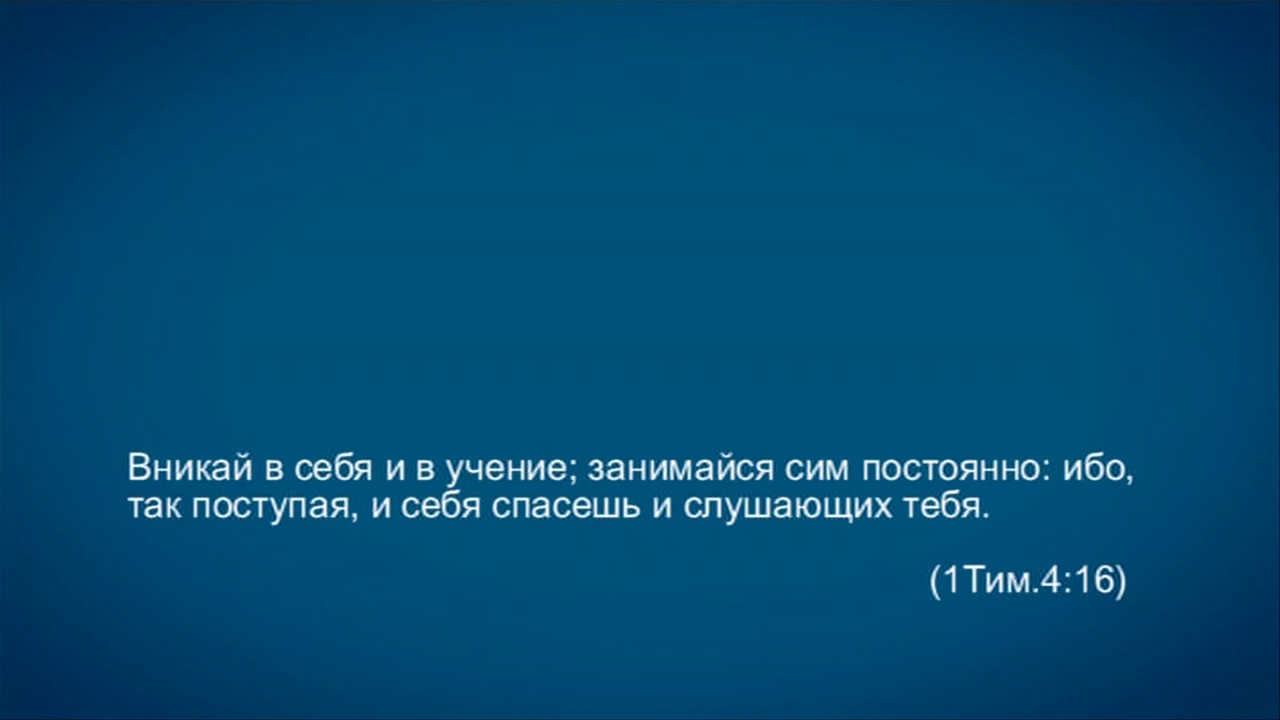 Вникай в себя и в учение; занимайся сим постоянно: ибо,
так поступая, и себя спасешь и слушающих тебя.
(1Тим.4:16)